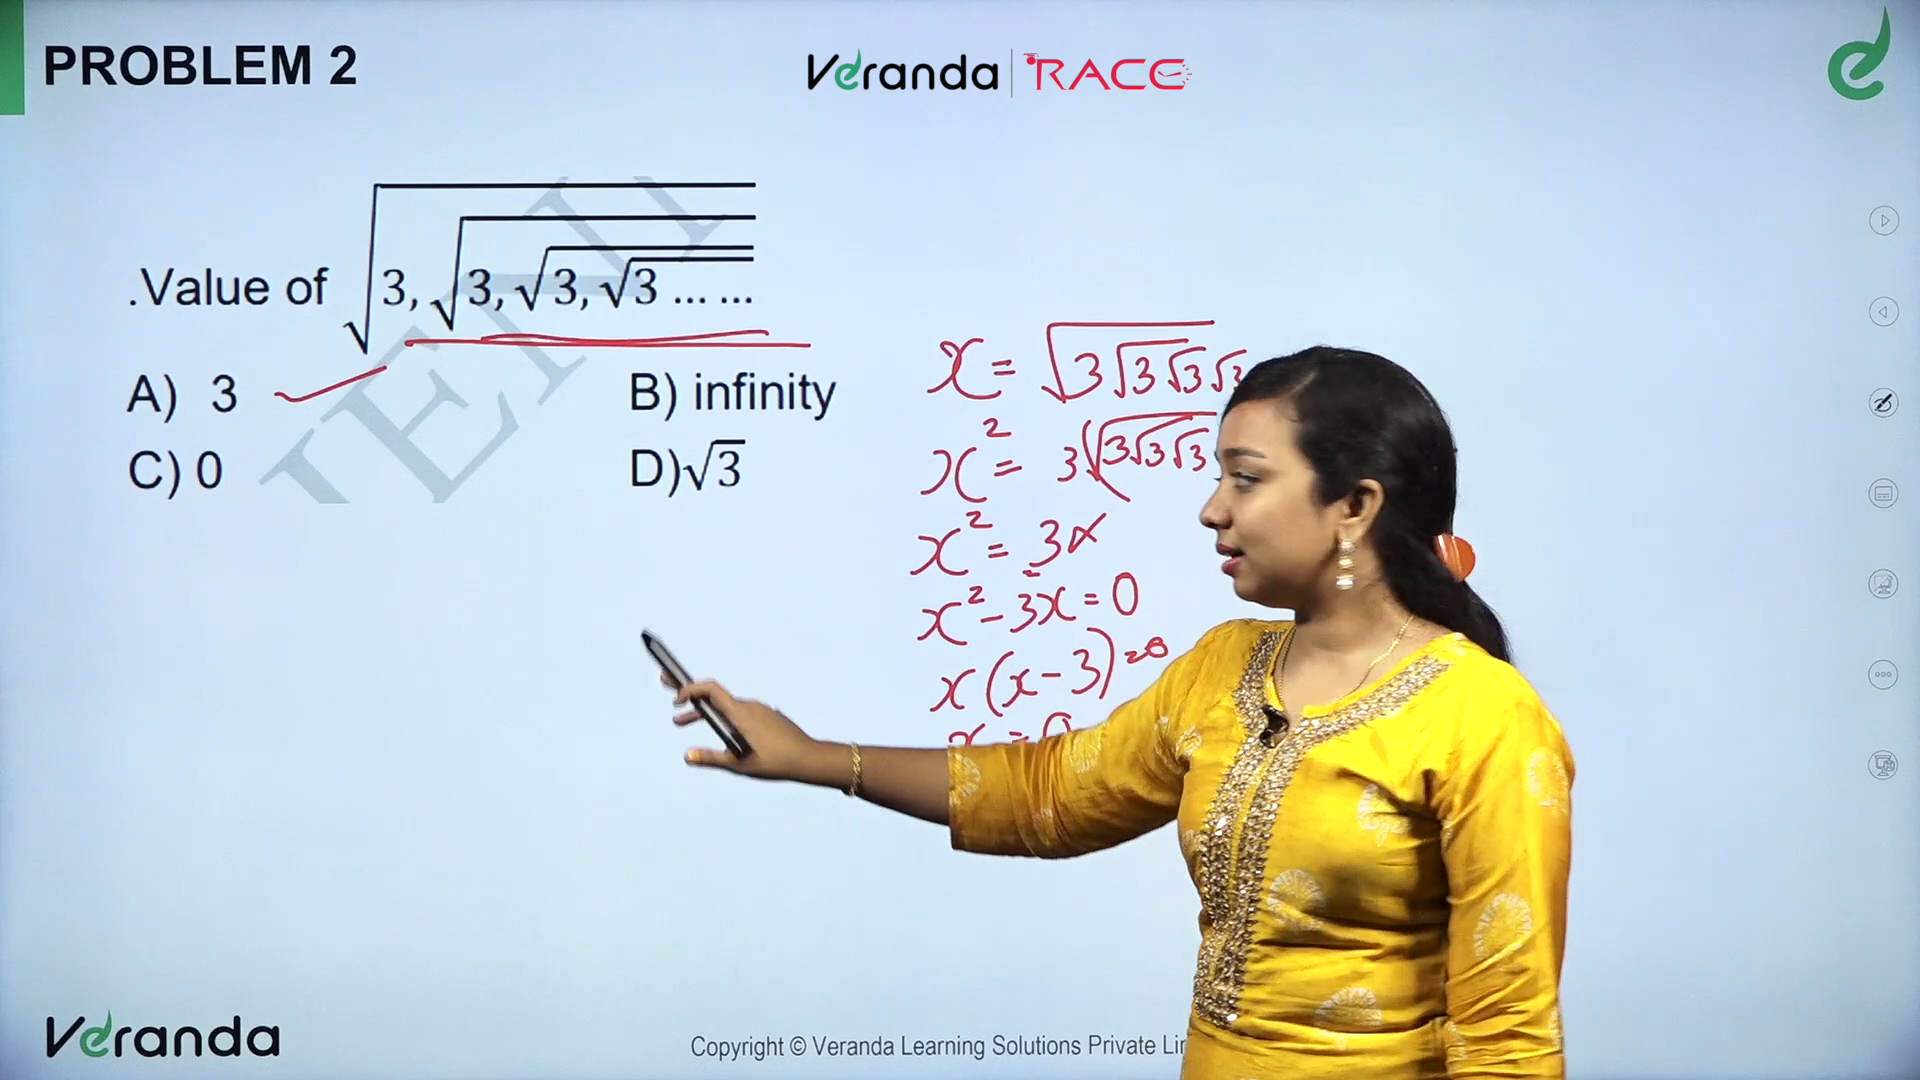 PROBLEM 2
Veranda RACE
.Value of √3, √3, √3, √3 ... ...
A) 3
B) infinity
C) 0
D)√3
x = √3√3√3√3
x² = 3(√3√3√3
x² = 3x
x² - 3x = 0
x(x - 3) = 0
x = 0
Veranda
Copyright © Veranda Learning Solutions Private